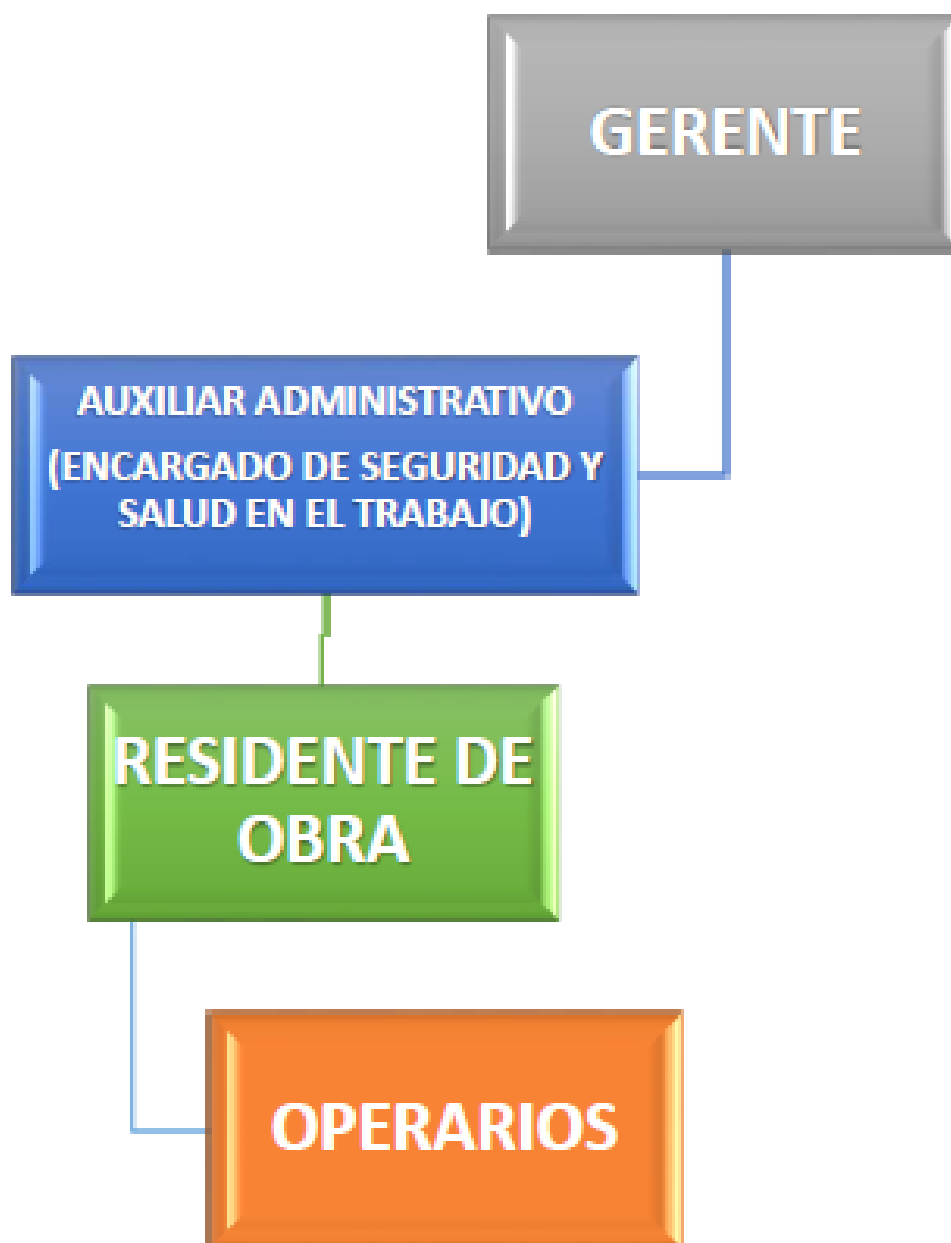 GERENTE
AUXILIAR ADMINISTRATIVO
(ENCARGADO DE SEGURIDAD Y
SALUD EN EL TRABAJO)
RESIDENTE DE
OBRA
OPERARIOS